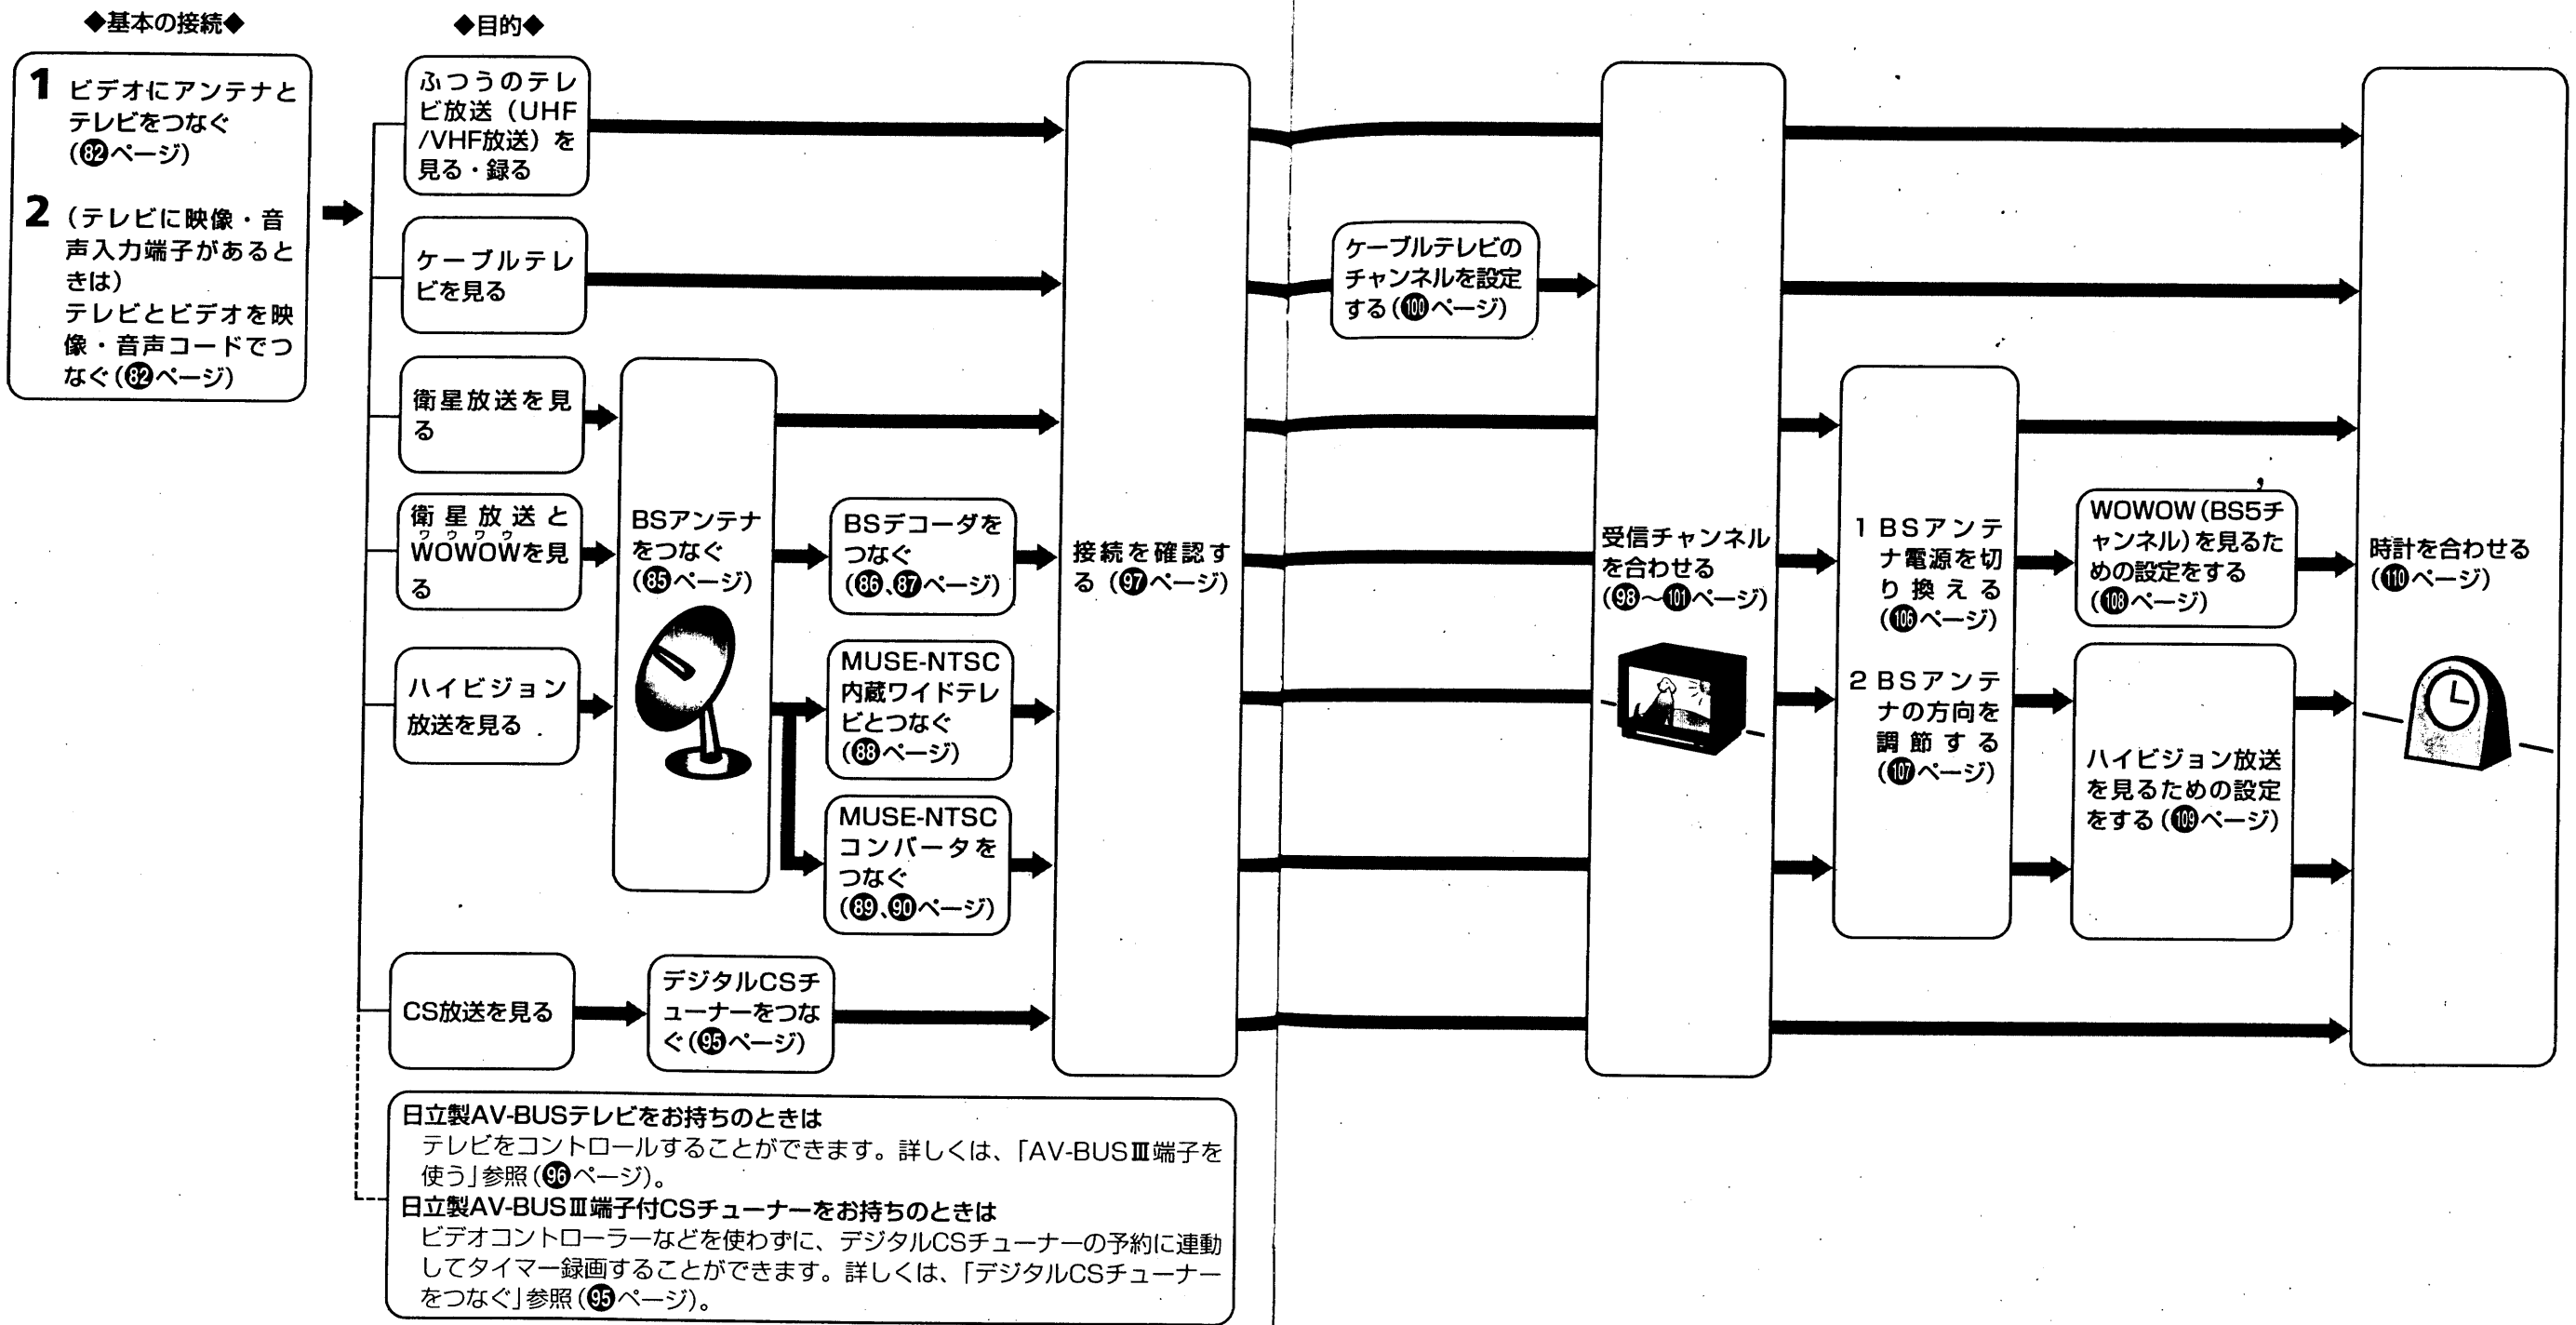 ◆基本の接続◆
1 ビデオにアンテナと
テレビをつなぐ
(82ページ)
2 (テレビに映像・音
声入力端子があると
きは)
テレビとビデオを映
像・音声コードでつ
なぐ(82ページ)
◆目的◆
ふつうのテレ
ビ放送(UHF
/VHF放送)を
見る・録る
ケーブルテレ
ビを見る
衛星放送を見
る
衛星放送と
ワウワウ
WOWOWを見
る
ハイビジョン
放送を見る
CS放送を見る
BSアンテナ
をつなぐ
(85ページ)
BSデコーダを
つなぐ
(86、87ページ)
MUSE-NTSC
内蔵ワイドテレ
ビとつなぐ
(88ページ)
MUSE-NTSC
コンバータを
つなぐ
(89、90ページ)
デジタルCSチ
ューナーをつな
ぐ(95ページ)
接続を確認す
る(97ページ)
ケーブルテレビの
チャンネルを設定
する(100ページ)
受信チャンネル
を合わせる
(98〜101ページ)
1 BSアンテ
ナ電源を切
り換える
(106ページ)
2 BSアンテ
ナの方向を
調節する
(107ページ)
WOWOW(BS5チ
ャンネル)を見るた
めの設定をする
(108ページ)
ハイビジョン放送
を見るための設定
をする(109ページ)
時計を合わせる
(110ページ)
日立製AV-BUSテレビをお持ちのときは
テレビをコントロールすることができます。詳しくは、「AV-BUSⅢ端子を
使う」参照(96ページ)。
日立製AV-BUSⅢ端子付CSチューナーをお持ちのときは
ビデオコントローラーなどを使わずに、デジタルCSチューナーの予約に連動
してタイマー録画することができます。詳しくは、「デジタルCSチューナー
をつなぐ」参照(95ページ)。